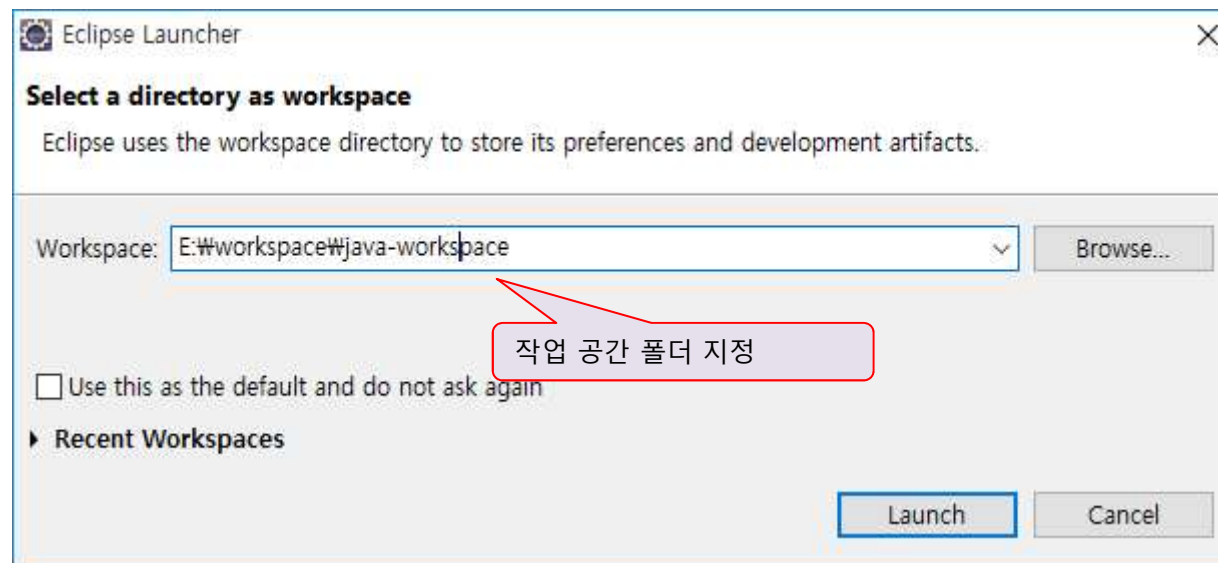 Eclipse Launcher
Select a directory as workspace
Eclipse uses the workspace directory to store its preferences and development artifacts.
Workspace: E:₩workspace₩java-workspace Browse...
작업 공간 폴더 지정
Use this as the default and do not ask again
Recent Workspaces
Launch Cancel